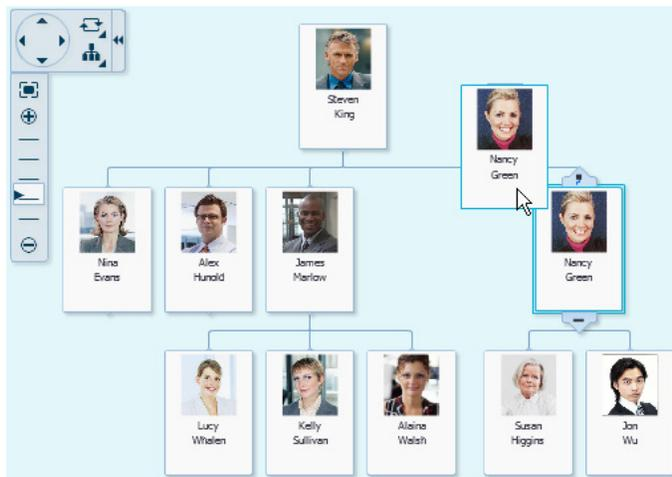 Steven
King
Nancy
Green
Nina
Evans
Alex
Hunold
James
Marlow
Nancy
Green
Lucy
Whalen
Kelly
Sullivan
Alaina
Walsh
Susan
Higgins
Jon
Wu